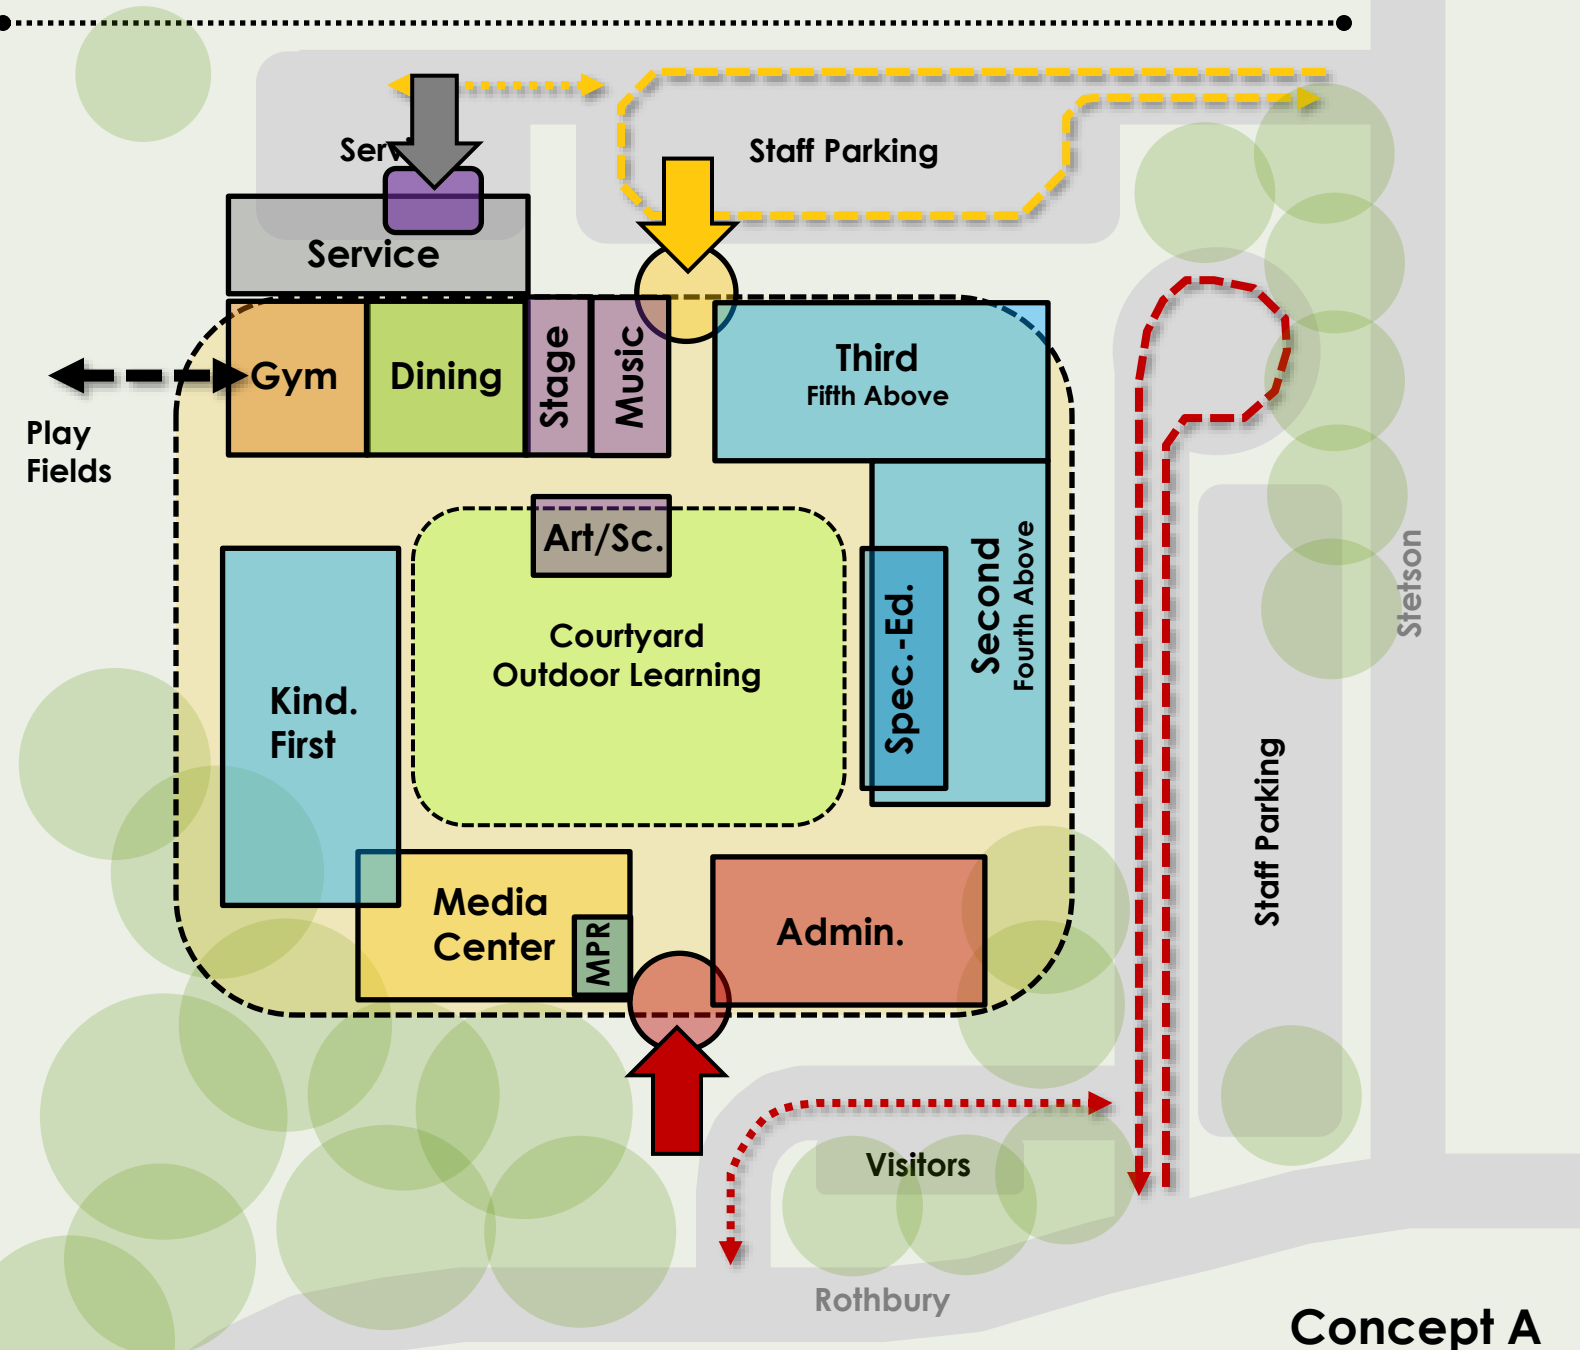 Staff Parking
Service
Gym
Dining
Stage
Music
Third
Fifth Above
Play
Fields
Art/Sc.
Second
Fourth Above
Spec.-Ed.
Courtyard
Outdoor Learning
Kind.
First
Stetson
Staff Parking
Media
Center
MPR
Admin.
Visitors
Rothbury
Concept A